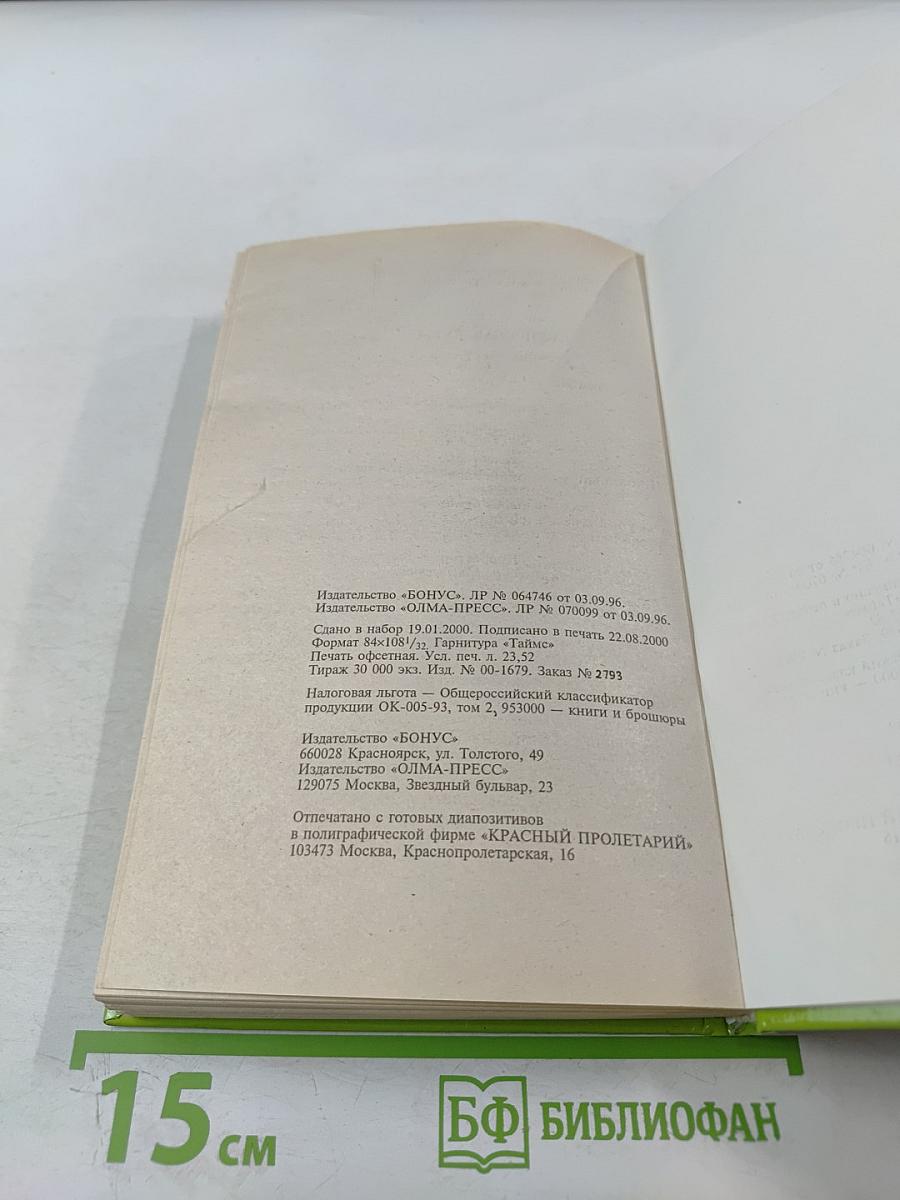 Издательство «БОНУС». ЛР № 064746 от 03.09.96.
Издательство «ОЛМА-ПРЕСС». ЛР № 070099 от 03.09.96.
Сдано в набор 19.01.2000. Подписано в печать 22.08.2000
Формат 84×108 1/32. Гарнитура «Таймс»
Печать офсетная. Усл. печ. л. 23,52
Тираж 30 000 экз. Изд. № 00-1679. Заказ № 2793
Налоговая льгота — Общероссийский классификатор
продукции ОК-005-93, том 2, 953000 — книги и брошюры
Издательство «БОНУС»
660028 Красноярск, ул. Толстого, 49
Издательство «ОЛМА-ПРЕСС»
129075 Москва, Звездный бульвар, 23
Отпечатано с готовых диапозитивов
в полиграфической фирме «КРАСНЫЙ ПРОЛЕТАРИЙ»
103473 Москва, Краснопролетарская, 16
15 см
БФ БИБЛИОФАН